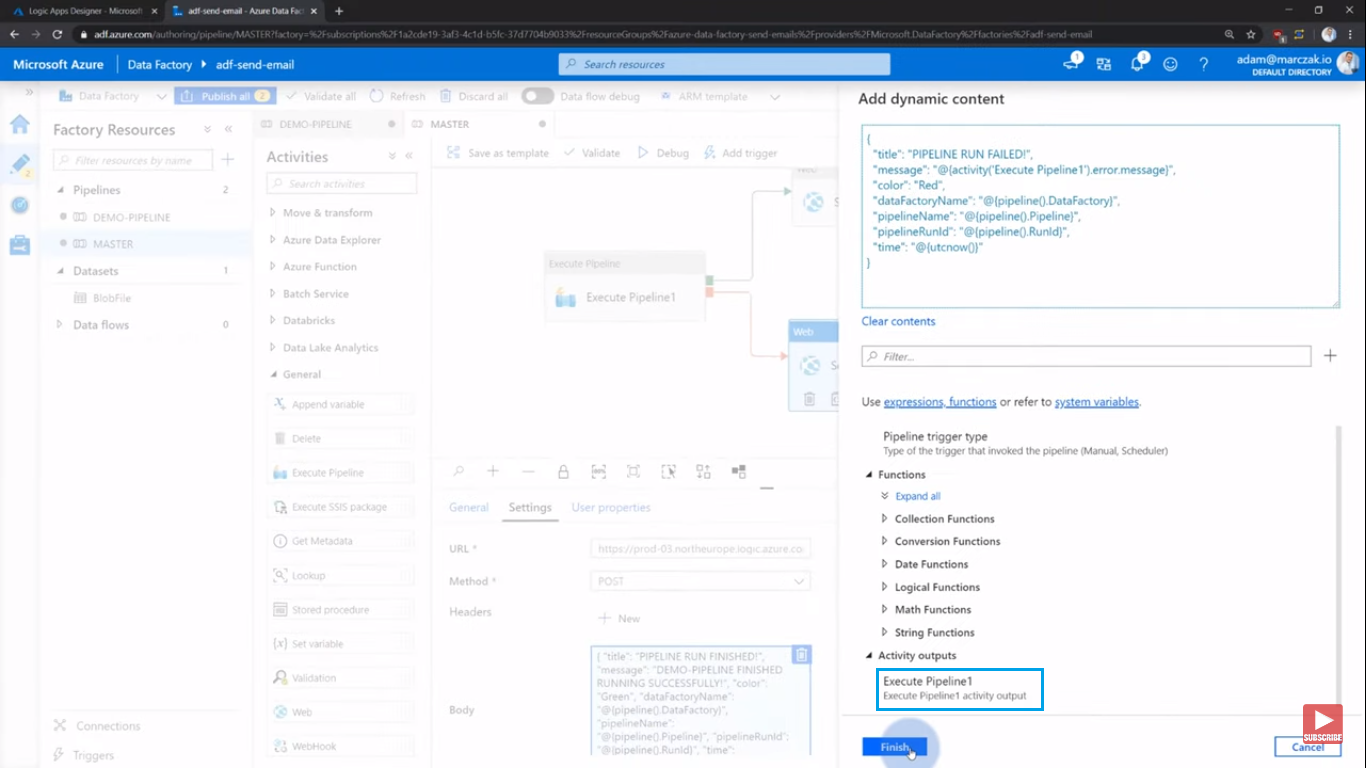 Logic Apps Designer - Microsoft
adf-send-email - Azure Data Fac
adf.azure.com/authoring/pipeline/MASTER?factory=%2Fsubscriptions%2F1a2cde19-3af3-4c1d-b5fc-37d7704b9033%2FresourceGroups%2Fazure-data-factory-send-emails%2Fproviders%2FMicrosoft.DataFactory%2Ffactories%2Fadf-send-email
Microsoft Azure
Data Factory
adf-send-email
Search resources
1
3
adam@marczak.io
DEFAULT DIRECTORY
Data Factory
Publish all 2
Validate all
Refresh
Discard all
Data flow debug
ARM template
2
Factory Resources
Filter resources by name
Pipelines 2
DEMO-PIPELINE
MASTER
Datasets 1
BlobFile
Data flows 0
Connections
Triggers
DEMO-PIPELINE
MASTER
Activities
Search activities
Move & transform
Azure Data Explorer
Azure Function
Batch Service
Databricks
Data Lake Analytics
General
Append variable
Delete
Execute Pipeline
Execute SSIS package
Get Metadata
Lookup
Stored procedure
Set variable
Validation
Web
WebHook
Save as template
Validate
Debug
Add trigger
Web
S
Execute Pipeline
Execute Pipeline1
Web
Se
General
Settings
User properties
URL *
https://prod-03.northeurope.logic.azure.co
Method *
POST
Headers
New
Body
{ "title": "PIPELINE RUN FINISHED!",
"message": "DEMO-PIPELINE FINISHED
RUNNING SUCCESSFULLY!", "color":
"Green", "dataFactoryName":
"@{pipeline().DataFactory}",
"pipelineName":
"@{pipeline().Pipeline}", "pipelineRunId":
"@{pipeline().RunId}", "time":
Add dynamic content
{
"title": "PIPELINE RUN FAILED!",
"message": "@{activity('Execute Pipeline1').error.message}",
"color": "Red",
"dataFactoryName": "@{pipeline().DataFactory}",
"pipelineName": "@{pipeline().Pipeline}",
"pipelineRunId": "@{pipeline().RunId}",
"time": "@{utcnow()}"
}
Clear contents
Filter...
Use expressions, functions or refer to system variables.
Pipeline trigger type
Type of the trigger that invoked the pipeline (Manual, Scheduler)
Functions
Expand all
Collection Functions
Conversion Functions
Date Functions
Logical Functions
Math Functions
String Functions
Activity outputs
Execute Pipeline1
Execute Pipeline1 activity output
Finish
SUBSCRIBE
Cancel